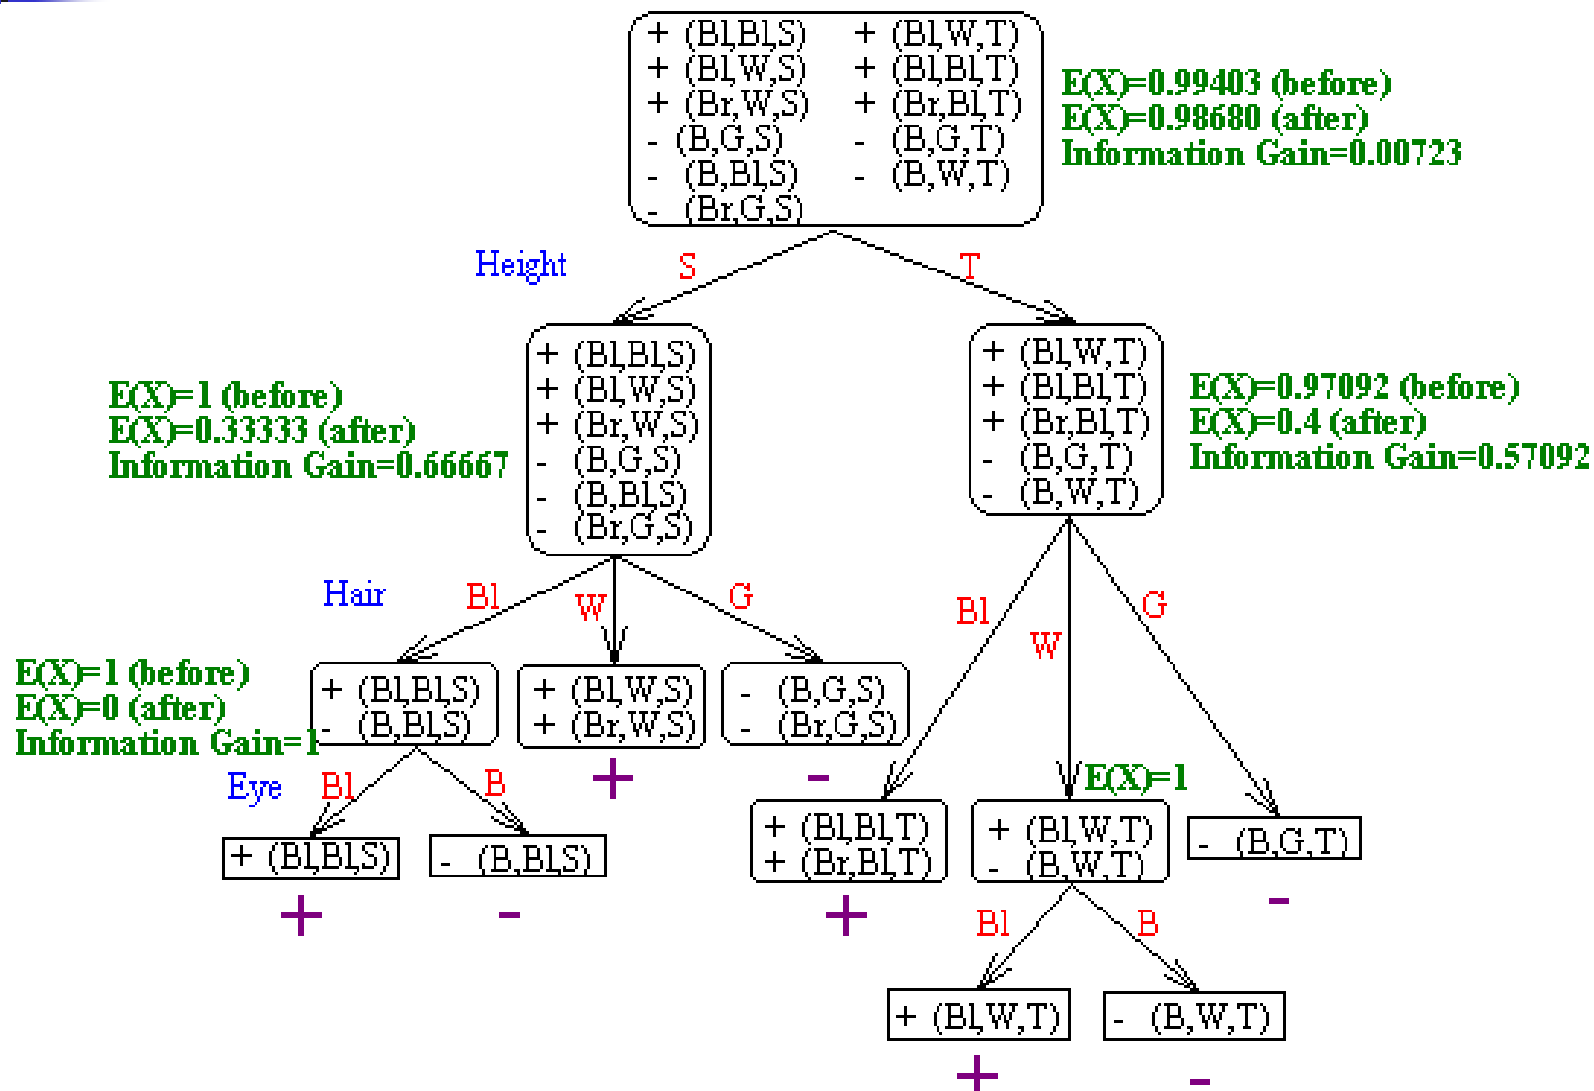 + (Bl,Bl,S) + (Bl,W,T)
+ (Bl,W,S) + (Bl,Bl,T)
+ (Br,W,S) + (Br,Bl,T)
- (B,G,S) - (B,G,T)
- (B,Bl,S) - (B,W,T)
- (Br,G,S)
E(X)=0.99403 (before)
E(X)=0.98680 (after)
Information Gain=0.00723
Height S T
+ (Bl,Bl,S)
+ (Bl,W,S)
+ (Br,W,S)
- (B,G,S)
- (B,Bl,S)
- (Br,G,S)
E(X)=1 (before)
E(X)=0.33333 (after)
Information Gain=0.66667
+ (Bl,W,T)
+ (Bl,Bl,T)
+ (Br,Bl,T)
- (B,G,T)
- (B,W,T)
E(X)=0.97092 (before)
E(X)=0.4 (after)
Information Gain=0.57092
Hair Bl W G
Bl W G
E(X)=1 (before)
E(X)=0 (after)
Information Gain=1
+ (Bl,Bl,S)
- (B,Bl,S)
+ (Bl,W,S)
+ (Br,W,S)
+
- (B,G,S)
- (Br,G,S)
-
Eye Bl B
+ (Bl,Bl,S)
+
- (B,Bl,S)
-
+ (Bl,Bl,T)
+ (Br,Bl,T)
+
E(X)=1
+ (Bl,W,T)
- (B,W,T)
- (B,G,T)
-
Bl B
+ (Bl,W,T)
+
- (B,W,T)
-